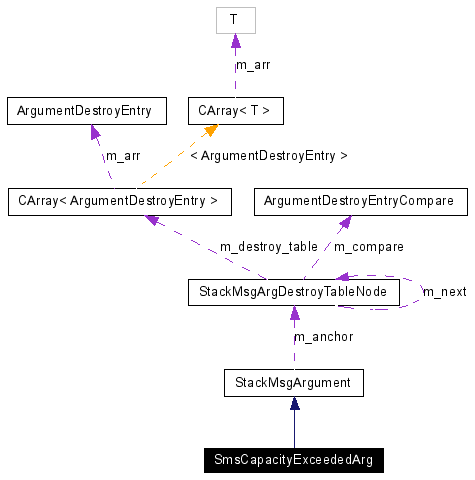 T
m_arr
ArgumentDestroyEntry
CArray< T >
m_arr
< ArgumentDestroyEntry >
CArray< ArgumentDestroyEntry >
ArgumentDestroyEntryCompare
m_destroy_table
m_compare
StackMsgArgDestroyTableNode
m_next
m_anchor
StackMsgArgument
SmsCapacityExceededArg